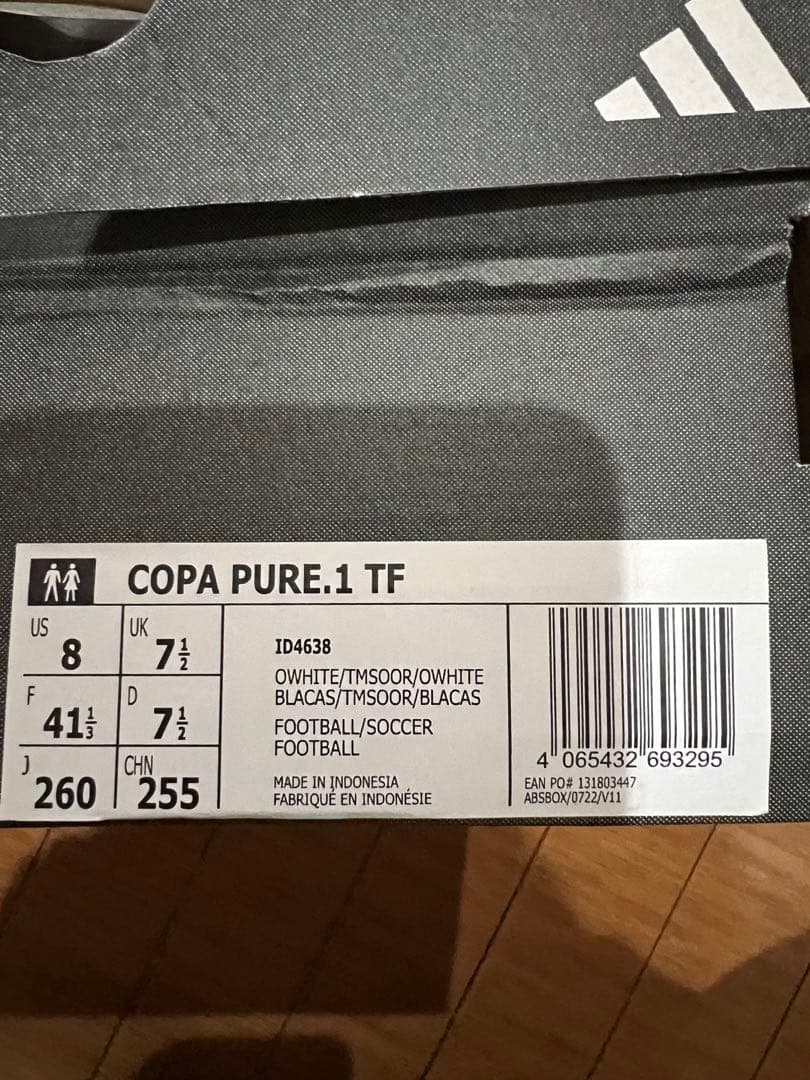 COPA PURE.1 TF
US 8 UK 7½
F 41⅓ D 7½
J 260 CHN 255
ID4638
OWHITE/TMSOOR/OWHITE
BLACAS/TMSOOR/BLACAS
FOOTBALL/SOCCER
FOOTBALL
MADE IN INDONESIA
FABRIQUÉ EN INDONÉSIE
4 065432 693295
EAN PO# 131803447
ABSBOX/0722/V11